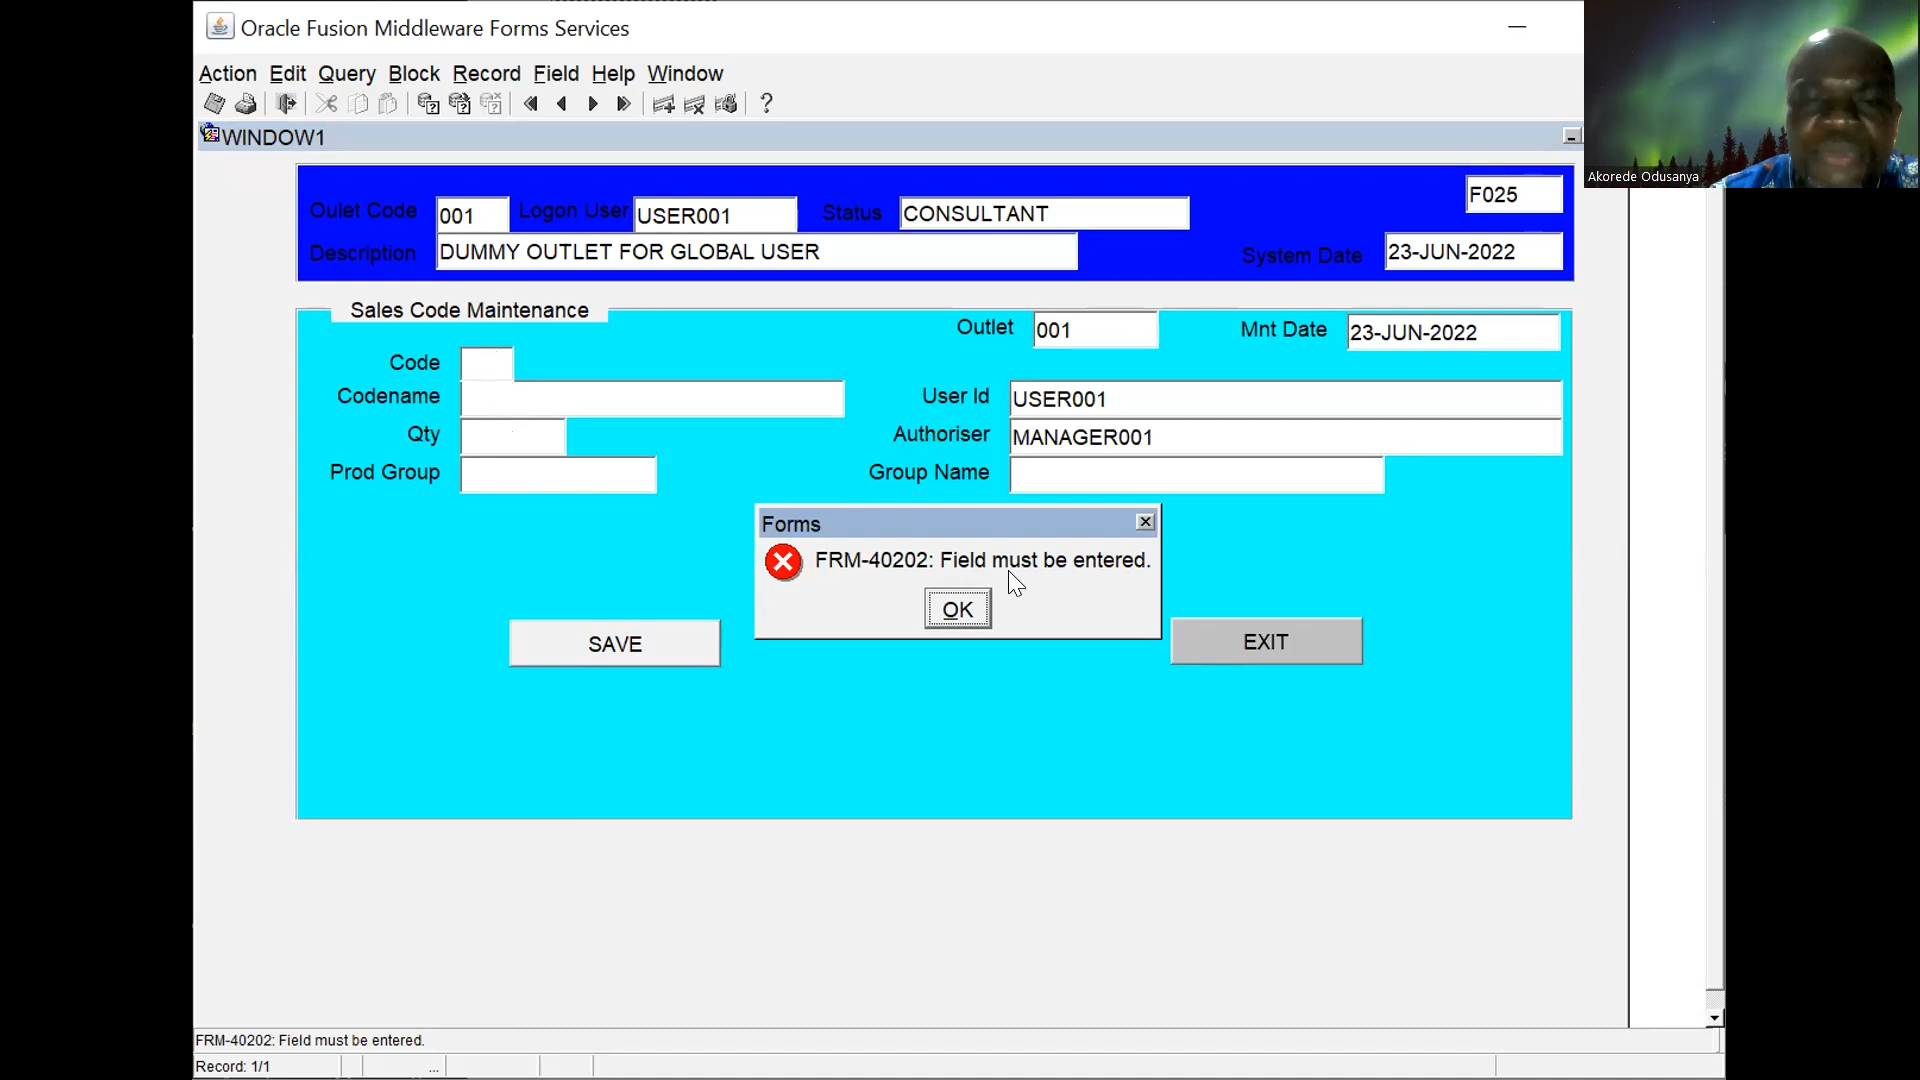 Oracle Fusion Middleware Forms Services
Action Edit Query Block Record Field Help Window
WINDOW1
Akorede Odusanya
F025
Oulet Code 001 Logon User USER001 Status CONSULTANT
Description DUMMY OUTLET FOR GLOBAL USER System Date 23-JUN-2022
Sales Code Maintenance
Outlet 001 Mnt Date 23-JUN-2022
Code
Codename User Id USER001
Qty Authoriser MANAGER001
Prod Group Group Name
Forms
FRM-40202: Field must be entered.
OK
SAVE EXIT
FRM-40202: Field must be entered.
Record: 1/1 ...